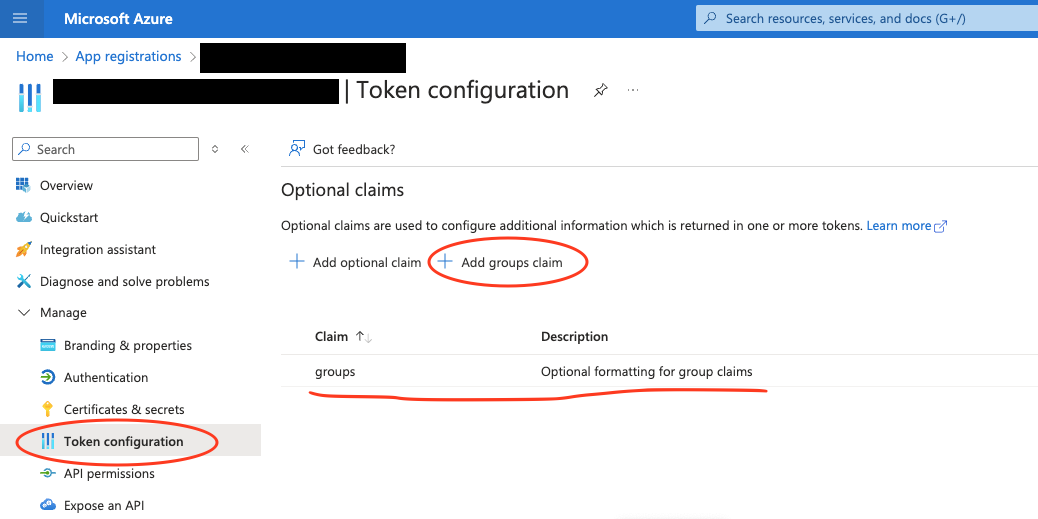 Microsoft Azure
Search resources, services, and docs (G+/)
Home > App registrations >
| Token configuration
Search
Got feedback?
Overview
Quickstart
Integration assistant
Diagnose and solve problems
Manage
Branding & properties
Authentication
Certificates & secrets
Token configuration
API permissions
Expose an API
Optional claims
Optional claims are used to configure additional information which is returned in one or more tokens. Learn more
Add optional claim Add groups claim
Claim Description
groups Optional formatting for group claims